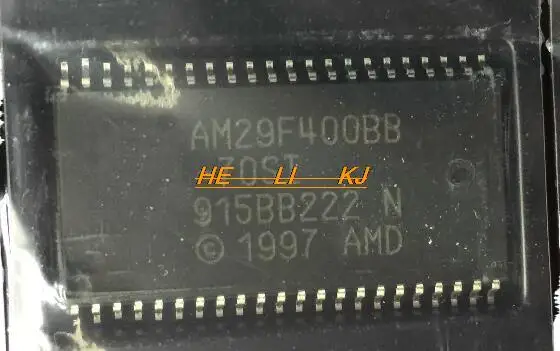 AM29F400BB
HE LI KJ
915BB222 N
© 1997 AMD